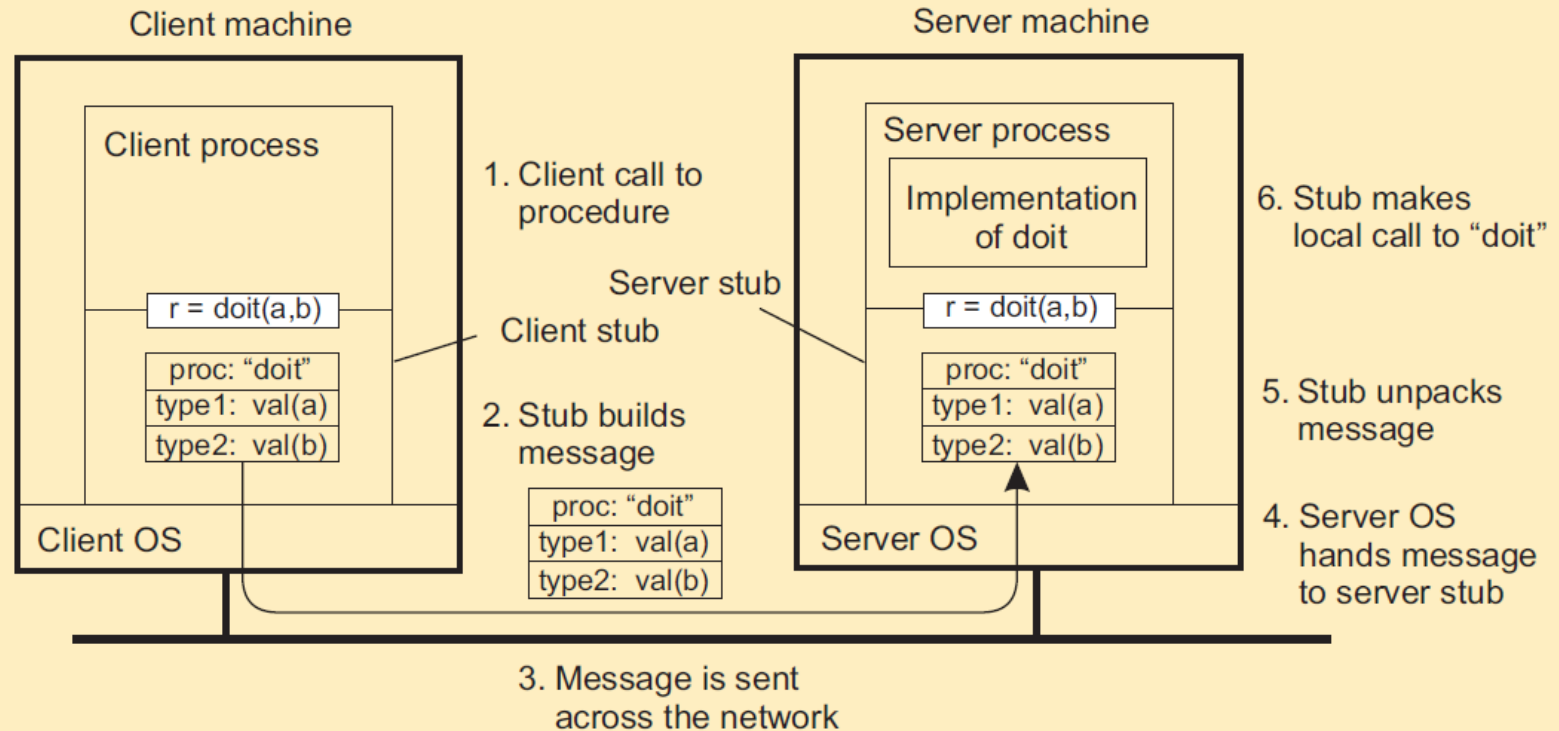 Client machine
Server machine
Client process
r = doit(a,b)
proc: “doit”
type1: val(a)
type2: val(b)
Client OS
1. Client call to
procedure
Server stub
Client stub
2. Stub builds
message
proc: “doit”
type1: val(a)
type2: val(b)
3. Message is sent
across the network
Server process
Implementation
of doit
r = doit(a,b)
proc: “doit”
type1: val(a)
type2: val(b)
Server OS
6. Stub makes
local call to “doit”
5. Stub unpacks
message
4. Server OS
hands message
to server stub